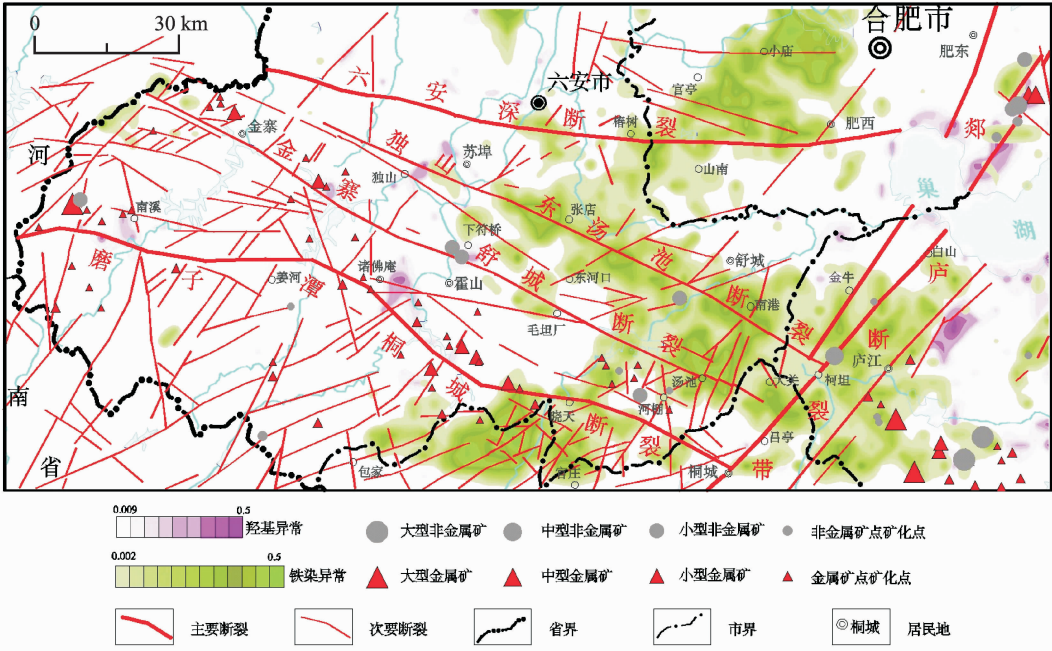 0 30 km
合肥市
小庙
肥东
官亭
六安市
六安深断裂
椿树
肥西
郯
金寨
河
苏埠
独山
山南
巢
湖
南溪
独山东汤池断裂
张店
金寨舒城断裂
下符桥
白山
庐
舒城
磨子潭桐城断裂
姜河
诸佛庵
霍山
东河口
金牛
南港
毛坦厂
断
庐江
南
汤池
大关
柯坦
河棚
晓天
裂
吕亭
省
包家
桐城
带
0.009 0.5
羟基异常
大型非金属矿
中型非金属矿
小型非金属矿
非金属矿点矿化点
0.002 0.5
铁染异常
大型金属矿
中型金属矿
小型金属矿
金属矿点矿化点
主要断裂
次要断裂
省界
市界
桐城
居民地